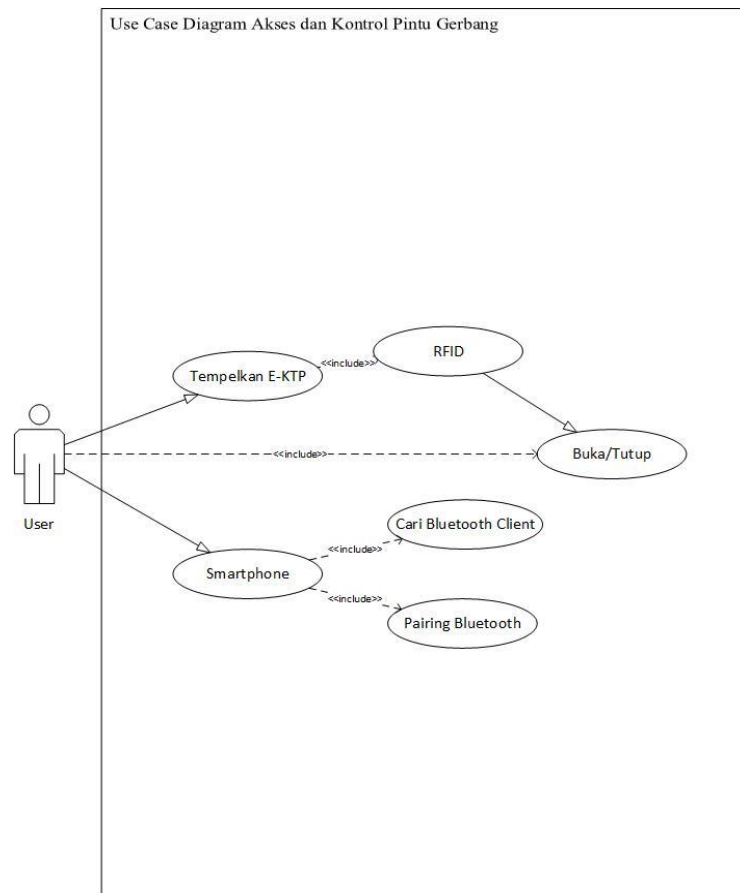 Use Case Diagram Akses dan Kontrol Pintu Gerbang
RFID
<<include>>
Tempelkan E-KTP
<<include>>
Buka/Tutup
User
Cari Bluetooth Client
<<include>>
Smartphone
<<include>>
Pairing Bluetooth